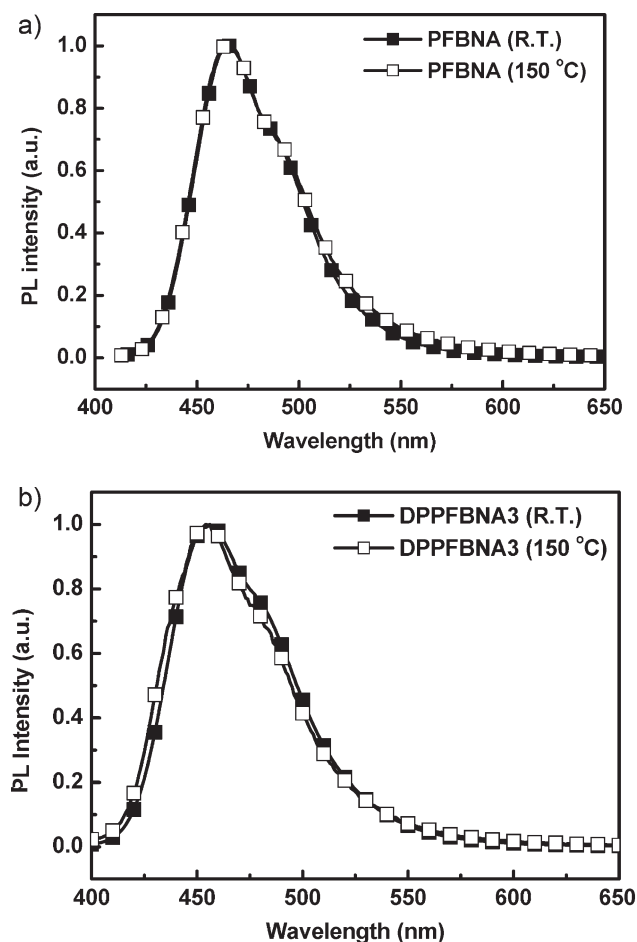 a)
PFBNA (R.T.)
PFBNA (150 °C)
1.0
0.8
0.6
0.4
0.2
0.0
PL intensity (a.u.)
400
450
500
550
600
650
Wavelength (nm)
b)
DPPFBNA3 (R.T.)
DPPFBNA3 (150 °C)
1.0
0.8
0.6
0.4
0.2
0.0
PL Intensity (a.u.)
400
450
500
550
600
650
Wavelength (nm)